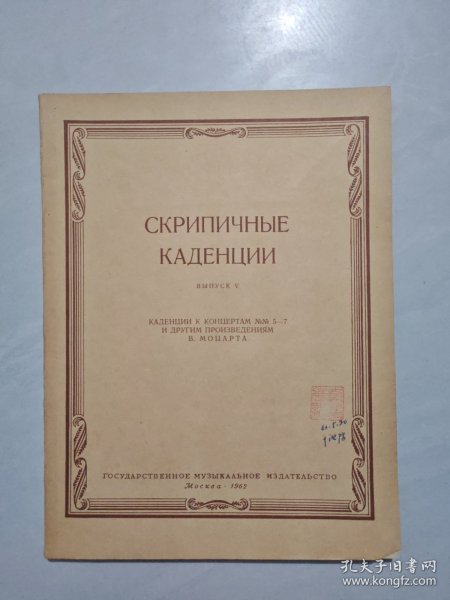 СКРИПИЧНЫЕ
КАДЕНЦИИ
ВЫПУСК V
КАДЕНЦИИ К КОНЦЕРТАМ №№ 5—7
И ДРУГИМ ПРОИЗВЕДЕНИЯМ
В. МОЦАРТА
ГОСУДАРСТВЕННОЕ МУЗЫКАЛЬНОЕ ИЗДАТЕЛЬСТВО
Москва · 1962
孔夫子旧书网
www.kongfz.com